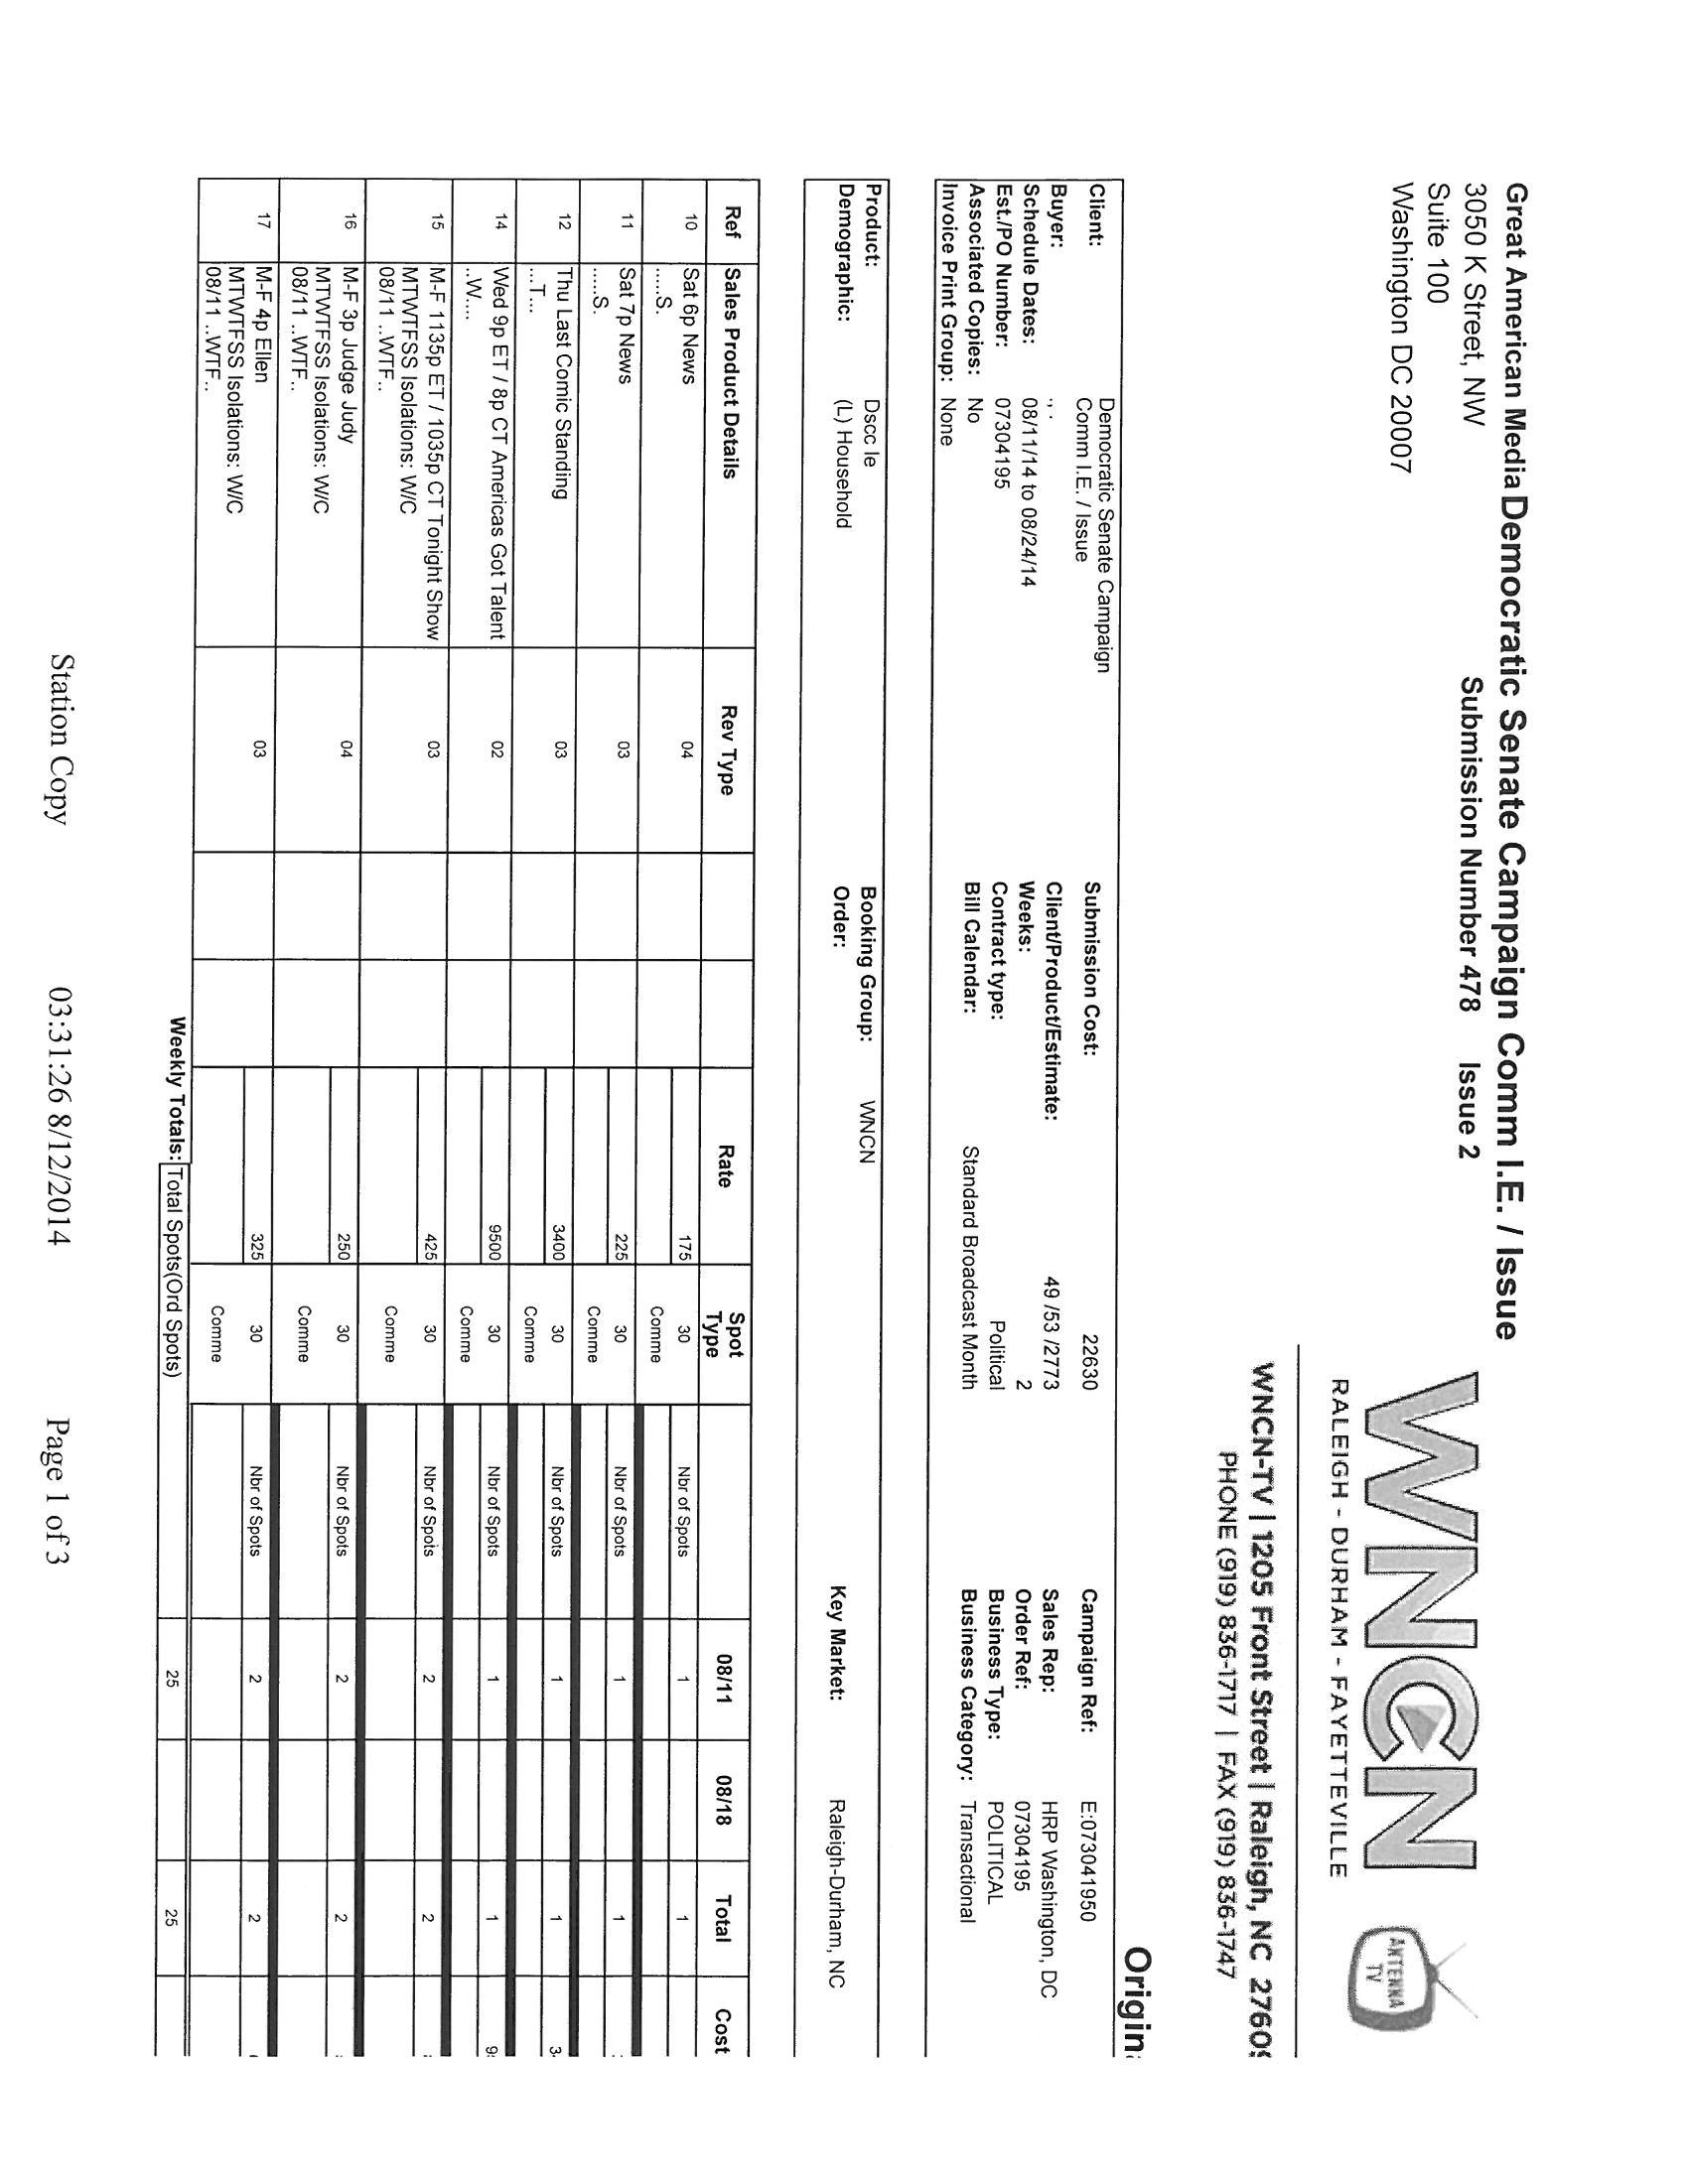 Great American Media Democratic Senate Campaign Comm I.E. / Issue
3050 K Street, NW
Suite 100
Washington DC 20007
Submission Number 478 Issue 2
WNCN
RALEIGH - DURHAM - FAYETTEVILLE
ANTENNA
TV
WNCN-TV | 1205 Front Street | Raleigh, NC 27609
PHONE (919) 836-1717 | FAX (919) 836-1747
Client: Democratic Senate Campaign
Comm I.E. / Issue
Buyer: ., .
Schedule Dates: 08/11/14 to 08/24/14
Est./PO Number: 07304195
Associated Copies: No
Invoice Print Group: None
Submission Cost: 22630
Client/Product/Estimate: 49 /53 /2773
Weeks: 2
Contract type: Political
Bill Calendar: Standard Broadcast Month
Campaign Ref: E:073041950
Sales Rep: HRP Washington, DC
Order Ref: 07304195
Business Type: POLITICAL
Business Category: Transactional
Product: Dscc Ie
Demographic: (L) Household
Booking Group: WNCN
Order:
Key Market: Raleigh-Durham, NC
Ref Sales Product Details Rev Type Rate Spot Type 08/11 08/18 Total Cost
10 Sat 6p News 04 175 30 Nbr of Spots 1 1
.....S. Comme
11 Sat 7p News 03 225 30 Nbr of Spots 1 1
.....S. Comme
12 Thu Last Comic Standing 03 3400 30 Nbr of Spots 1 1
...T... Comme
14 Wed 9p ET / 8p CT Americas Got Talent 02 9500 30 Nbr of Spots 1 1
..W.... Comme
15 M-F 1135p ET / 1035p CT Tonight Show 03 425 30 Nbr of Spots 2 2
MTWTFSS Isolations: W/C Comme
08/11 ..WTF..
16 M-F 3p Judge Judy 04 250 30 Nbr of Spots 2 2
MTWTFSS Isolations: W/C Comme
08/11 ..WTF..
17 M-F 4p Ellen 03 325 30 Nbr of Spots 2 2
MTWTFSS Isolations: W/C Comme
08/11 ..WTF..
Weekly Totals: Total Spots(Ord Spots) 25 25
Station Copy 03:31:26 8/12/2014 Page 1 of 3